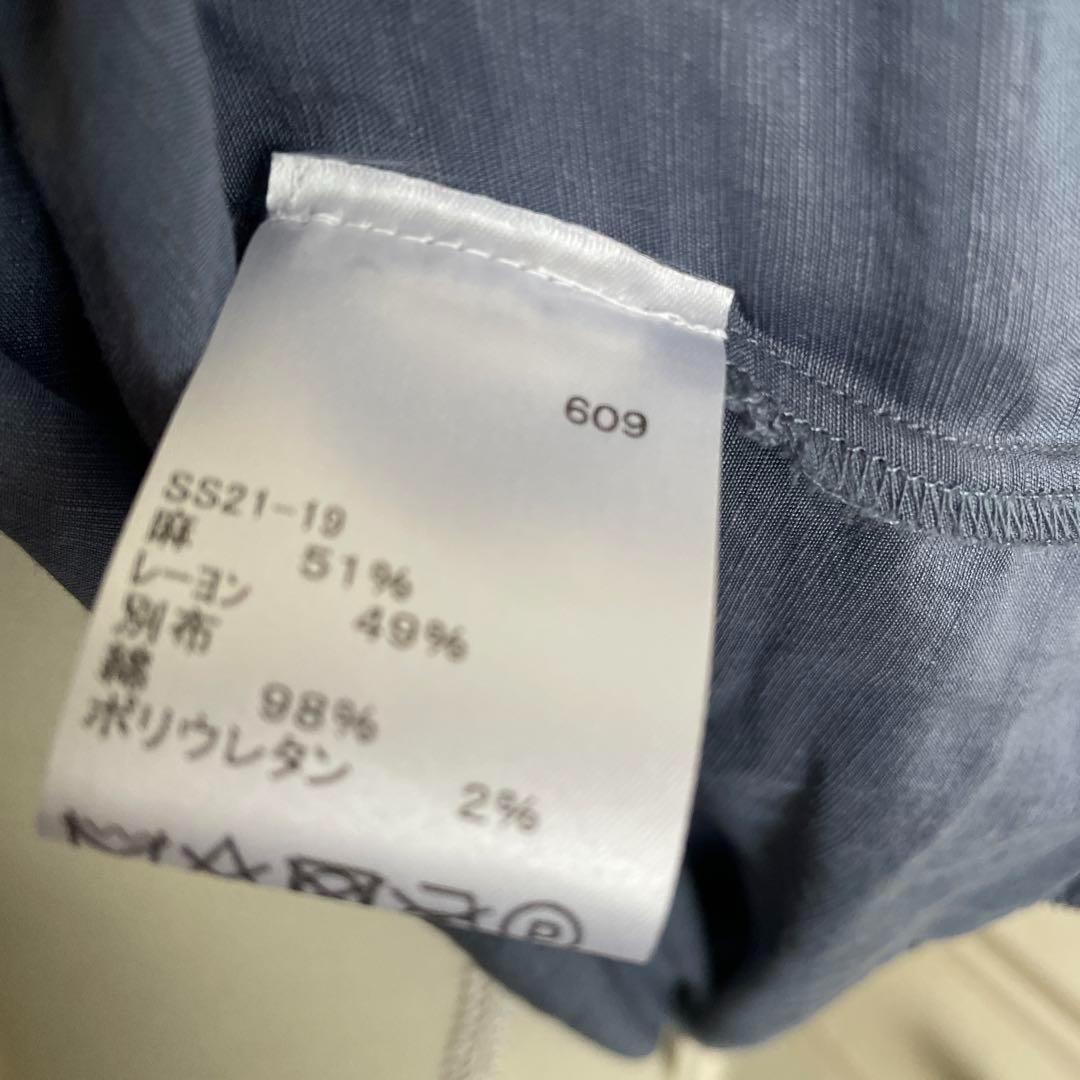 609
SS21-19
麻 51%
レーヨン 49%
別布
綿 98%
ポリウレタン 2%
P